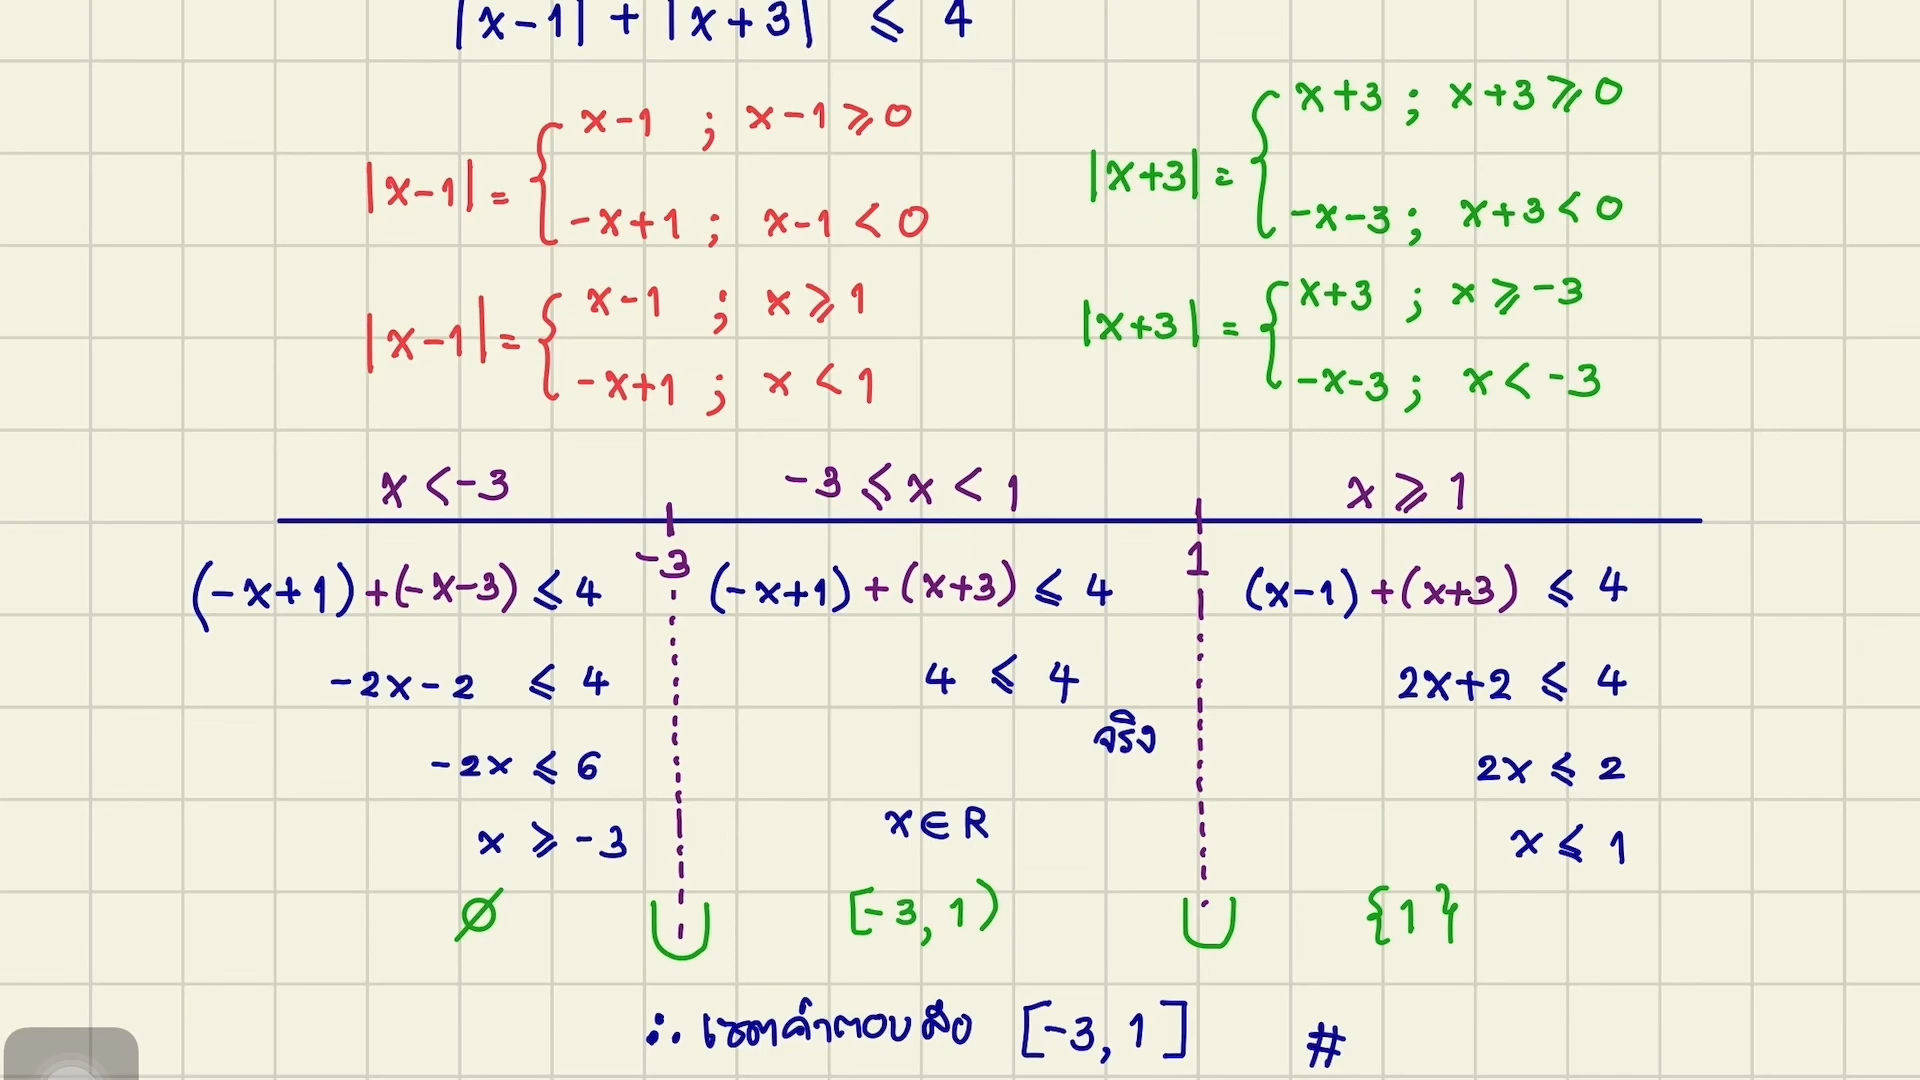 |x-1| + |x+3| ⩽ 4
|x-1| = { x-1 ; x-1 ⩾ 0
-x+1 ; x-1 < 0
|x+3| = { x+3 ; x+3 ⩾ 0
-x-3 ; x+3 < 0
|x-1| = { x-1 ; x ⩾ 1
-x+1 ; x < 1
|x+3| = { x+3 ; x ⩾ -3
-x-3 ; x < -3
x < -3
-3 ⩽ x < 1
x ⩾ 1
-3
1
(-x+1) + (-x-3) ⩽ 4
-2x-2 ⩽ 4
-2x ⩽ 6
x ⩾ -3
∅
∪
(-x+1) + (x+3) ⩽ 4
4 ⩽ 4
จริง
x ∈ R
[-3, 1)
∪
(x-1) + (x+3) ⩽ 4
2x+2 ⩽ 4
2x ⩽ 2
x ⩽ 1
{1}
∴ เซตคำตอบคือ [-3, 1] #